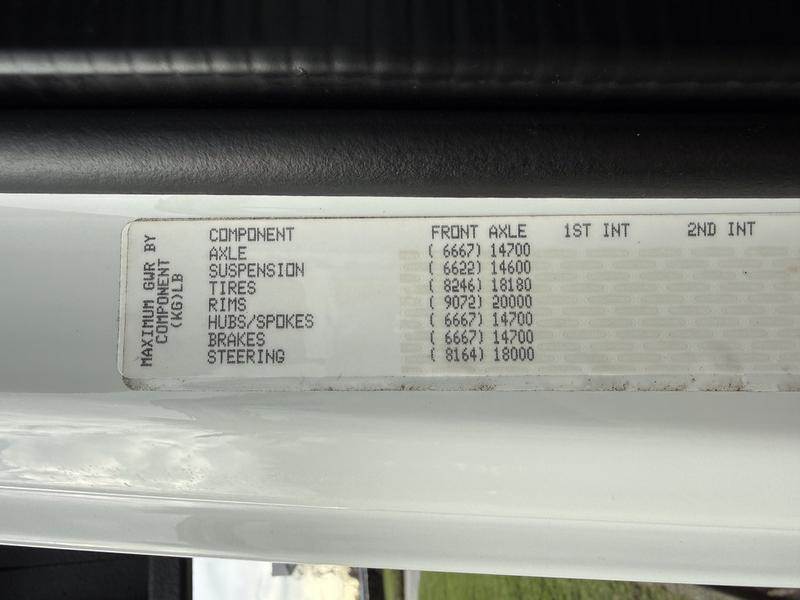 MAXIMUM GWR BY
COMPONENT
(KG)LB
COMPONENT FRONT AXLE 1ST INT 2ND INT
AXLE ( 6667) 14700
SUSPENSION ( 6622) 14600
TIRES ( 8246) 18180
RIMS ( 9072) 20000
HUBS/SPOKES ( 6667) 14700
BRAKES ( 6667) 14700
STEERING ( 8164) 18000